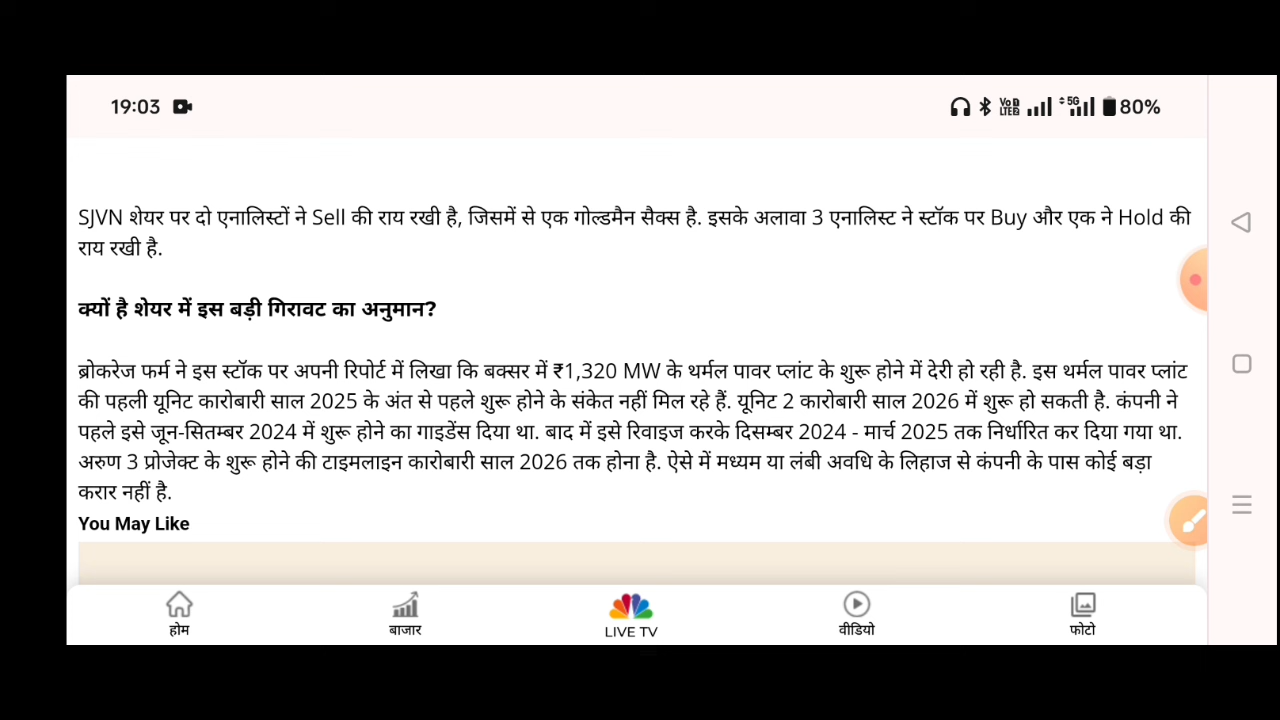 19:03
VoD LTE2 5G 80%
SJVN शेयर पर दो एनालिस्टों ने Sell की राय रखी है, जिसमें से एक गोल्डमैन सैक्स है. इसके अलावा 3 एनालिस्ट ने स्टॉक पर Buy और एक ने Hold की
राय रखी है.
क्यों है शेयर में इस बड़ी गिरावट का अनुमान?
ब्रोकरेज फर्म ने इस स्टॉक पर अपनी रिपोर्ट में लिखा कि बक्सर में ₹1,320 MW के थर्मल पावर प्लांट के शुरू होने में देरी हो रही है. इस थर्मल पावर प्लांट
की पहली यूनिट कारोबारी साल 2025 के अंत से पहले शुरू होने के संकेत नहीं मिल रहे हैं. यूनिट 2 कारोबारी साल 2026 में शुरू हो सकती है. कंपनी ने
पहले इसे जून-सितम्बर 2024 में शुरू होने का गाइडेंस दिया था. बाद में इसे रिवाइज करके दिसम्बर 2024 - मार्च 2025 तक निर्धारित कर दिया गया था.
अरुण 3 प्रोजेक्ट के शुरू होने की टाइमलाइन कारोबारी साल 2026 तक होना है. ऐसे में मध्यम या लंबी अवधि के लिहाज से कंपनी के पास कोई बड़ा
करार नहीं है.
You May Like
होम बाजार LIVE TV वीडियो फोटो